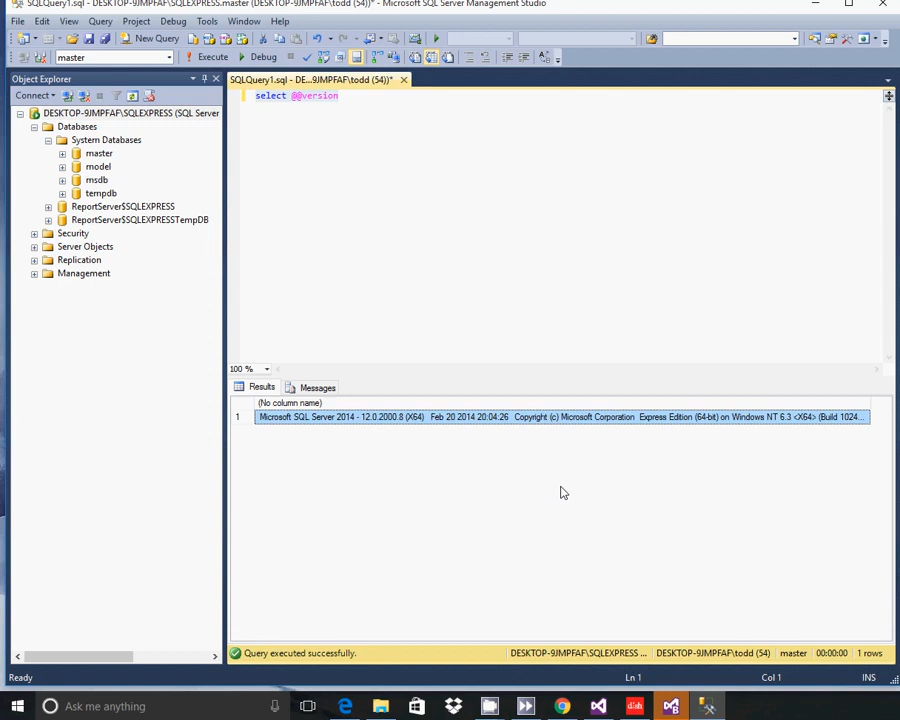 SQLQuery1.sql - DESKTOP-9JMPFAF\SQLEXPRESS.master (DESKTOP-9JMPFAF\todd (54))* - Microsoft SQL Server Management Studio
File Edit View Query Project Debug Tools Window Help
New Query
master Execute Debug
Object Explorer
Connect
DESKTOP-9JMPFAF\SQLEXPRESS (SQL Server
Databases
System Databases
master
model
msdb
tempdb
ReportServer$SQLEXPRESS
ReportServer$SQLEXPRESSTempDB
Security
Server Objects
Replication
Management
SQLQuery1.sql - DE...9JMPFAF\todd (54))*
select @@version
100 %
Results Messages
(No column name)
1 Microsoft SQL Server 2014 - 12.0.2000.8 (X64) Feb 20 2014 20:04:26 Copyright (c) Microsoft Corporation Express Edition (64-bit) on Windows NT 6.3 <X64> (Build 1024...
Query executed successfully. DESKTOP-9JMPFAF\SQLEXPRESS ... DESKTOP-9JMPFAF\todd (54) master 00:00:00 1 rows
Ready Ln 1 Col 1 INS
Ask me anything dish